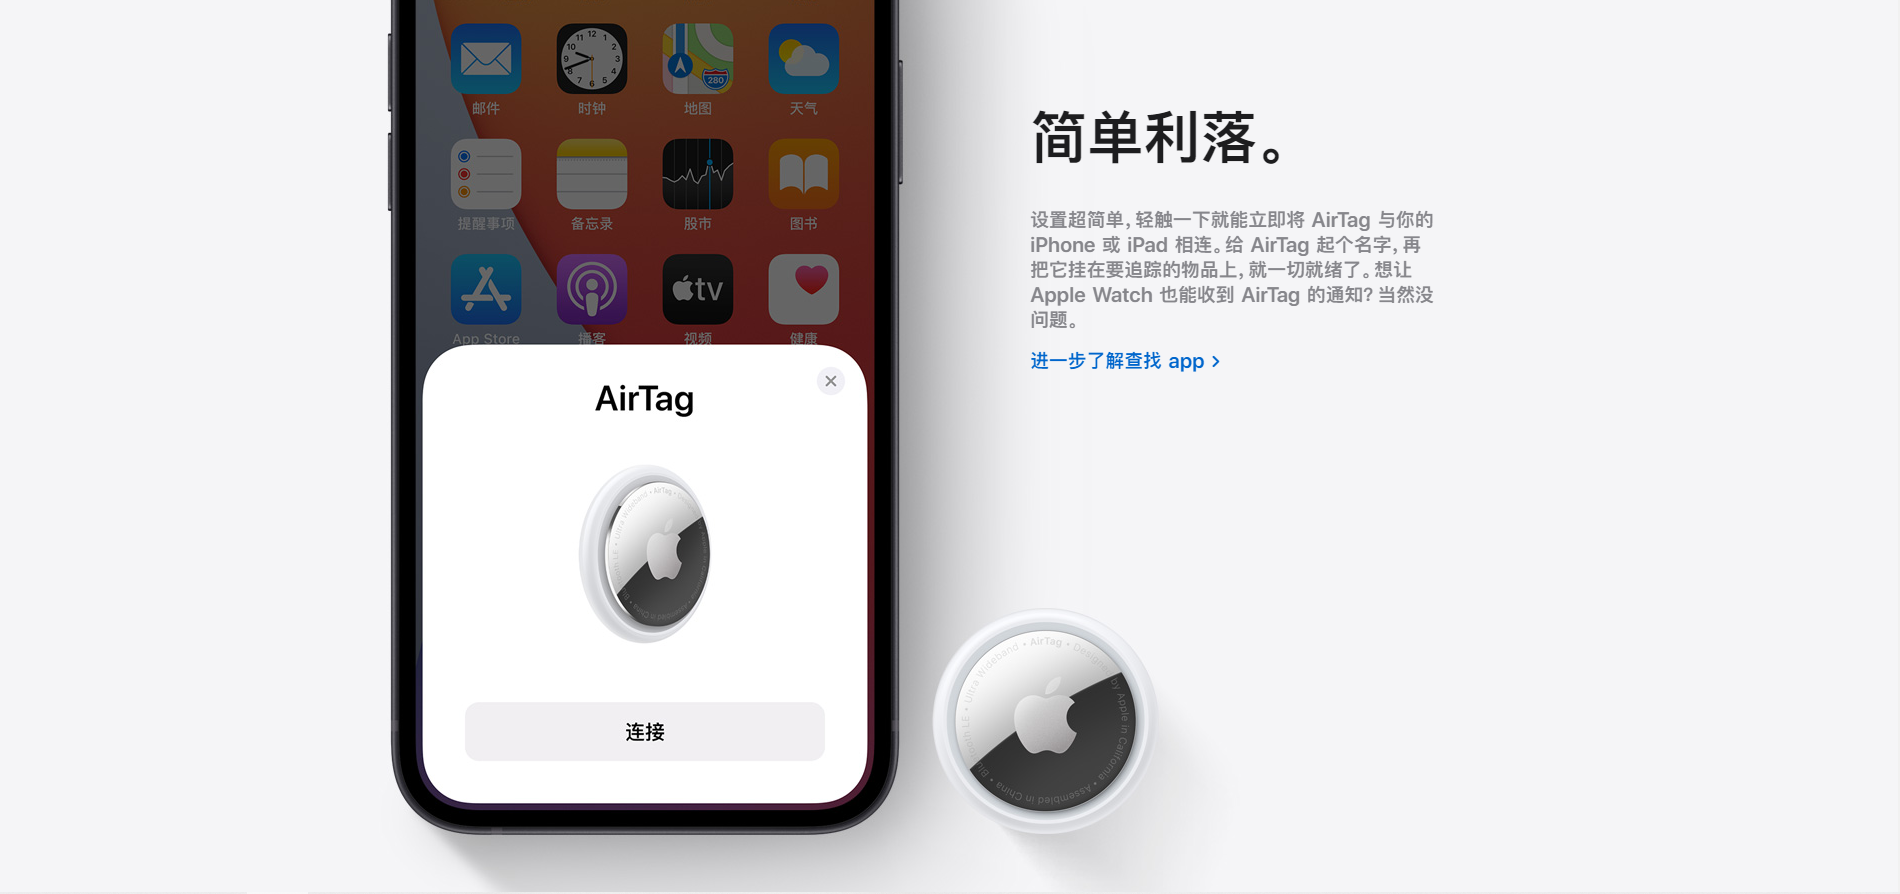 邮件
时钟
地图
天气
提醒事项
备忘录
股市
图书
App Store
播客
视频
健康
280
tv
AirTag
连接
简单利落。
设置超简单，轻触一下就能立即将 AirTag 与你的
iPhone 或 iPad 相连。给 AirTag 起个名字，再
把它挂在要追踪的物品上，就一切就绪了。想让
Apple Watch 也能收到 AirTag 的通知？当然没
问题。
进一步了解查找 app
Ultra Wideband • AirTag • Designed by Apple in California • Assembled in China •